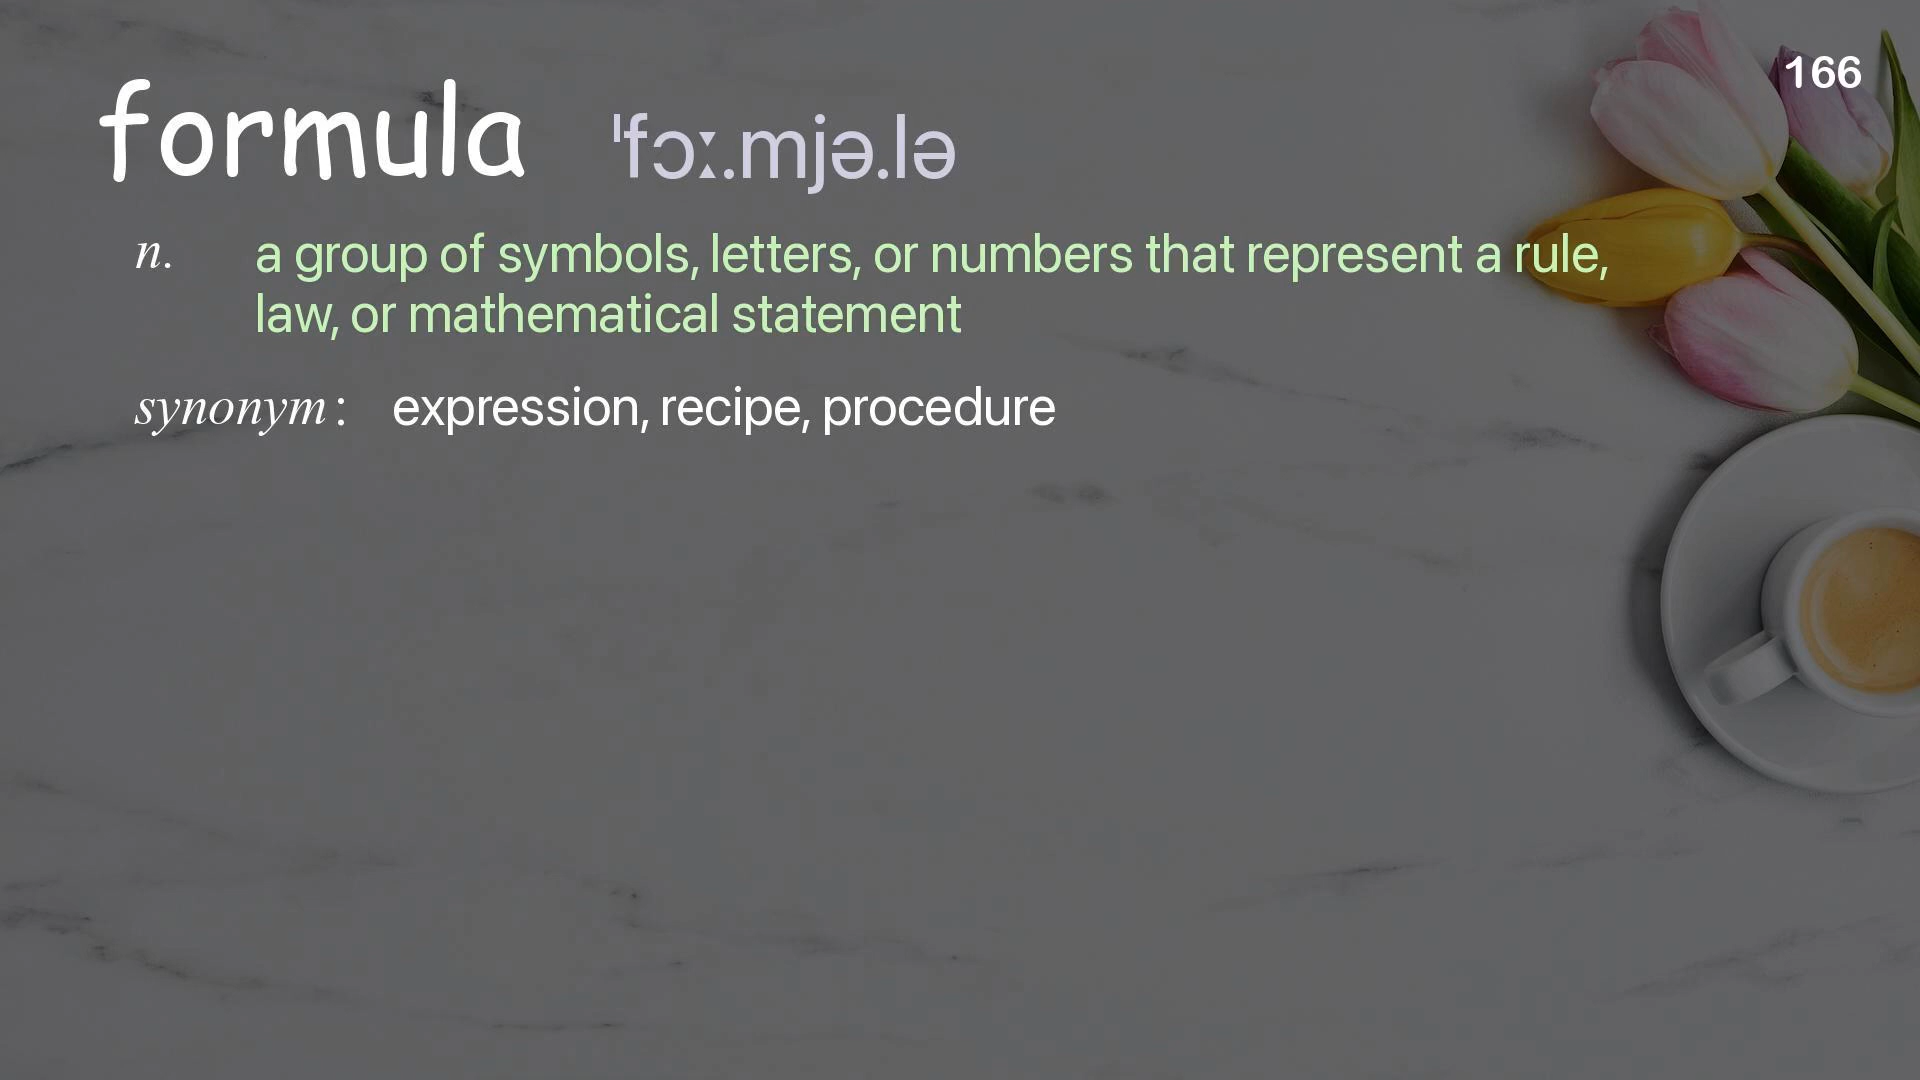 166
formula ˈfɔː.mjə.lə
n. a group of symbols, letters, or numbers that represent a rule,
law, or mathematical statement
synonym: expression, recipe, procedure